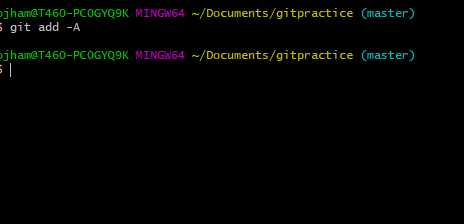 ojham@T460-PC0GYQ9K MINGW64 ~/Documents/gitpractice (master)
$ git add -A
ojham@T460-PC0GYQ9K MINGW64 ~/Documents/gitpractice (master)
$